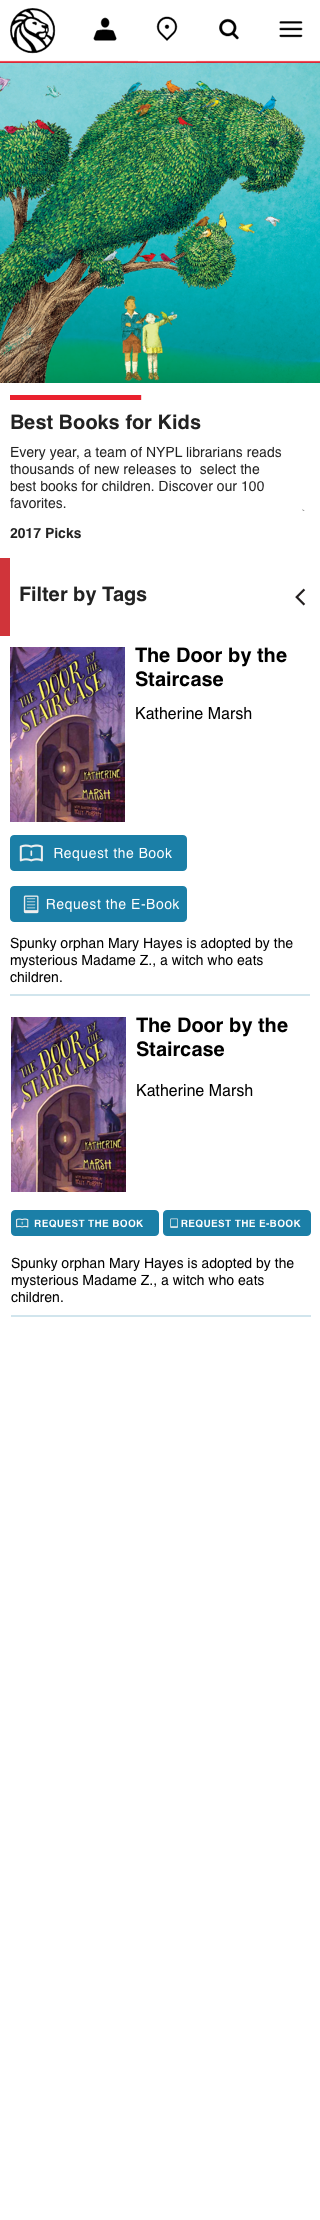 Best Books for Kids
Every year, a team of NYPL librarians reads
thousands of new releases to  select the
best books for children. Discover our 100
favorites.
2017 Picks
Filter by Tags
THE DOOR BY THE
STAIRCASE
KATHERINE
MARSH
The Door by the
Staircase
Katherine Marsh
Request the Book
Request the E-Book
Spunky orphan Mary Hayes is adopted by the
mysterious Madame Z., a witch who eats
children.
THE DOOR BY THE
STAIRCASE
KATHERINE
MARSH
The Door by the
Staircase
Katherine Marsh
REQUEST THE BOOK
REQUEST THE E-BOOK
Spunky orphan Mary Hayes is adopted by the
mysterious Madame Z., a witch who eats
children.